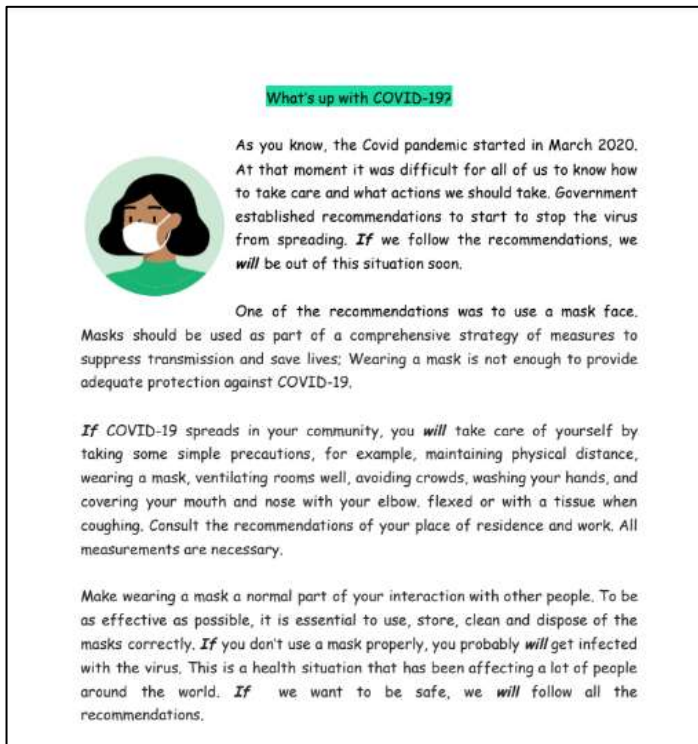 What's up with COVID-19?
As you know, the Covid pandemic started in March 2020.
At that moment it was difficult for all of us to know how
to take care and what actions we should take. Government
established recommendations to start to stop the virus
from spreading. If we follow the recommendations, we
will be out of this situation soon.
One of the recommendations was to use a mask face.
Masks should be used as part of a comprehensive strategy of measures to
suppress transmission and save lives; Wearing a mask is not enough to provide
adequate protection against COVID-19.
If COVID-19 spreads in your community, you will take care of yourself by
taking some simple precautions, for example, maintaining physical distance,
wearing a mask, ventilating rooms well, avoiding crowds, washing your hands, and
covering your mouth and nose with your elbow. flexed or with a tissue when
coughing. Consult the recommendations of your place of residence and work. All
measurements are necessary.
Make wearing a mask a normal part of your interaction with other people. To be
as effective as possible, it is essential to use, store, clean and dispose of the
masks correctly. If you don't use a mask properly, you probably will get infected
with the virus. This is a health situation that has been affecting a lot of people
around the world. If we want to be safe, we will follow all the
recommendations.